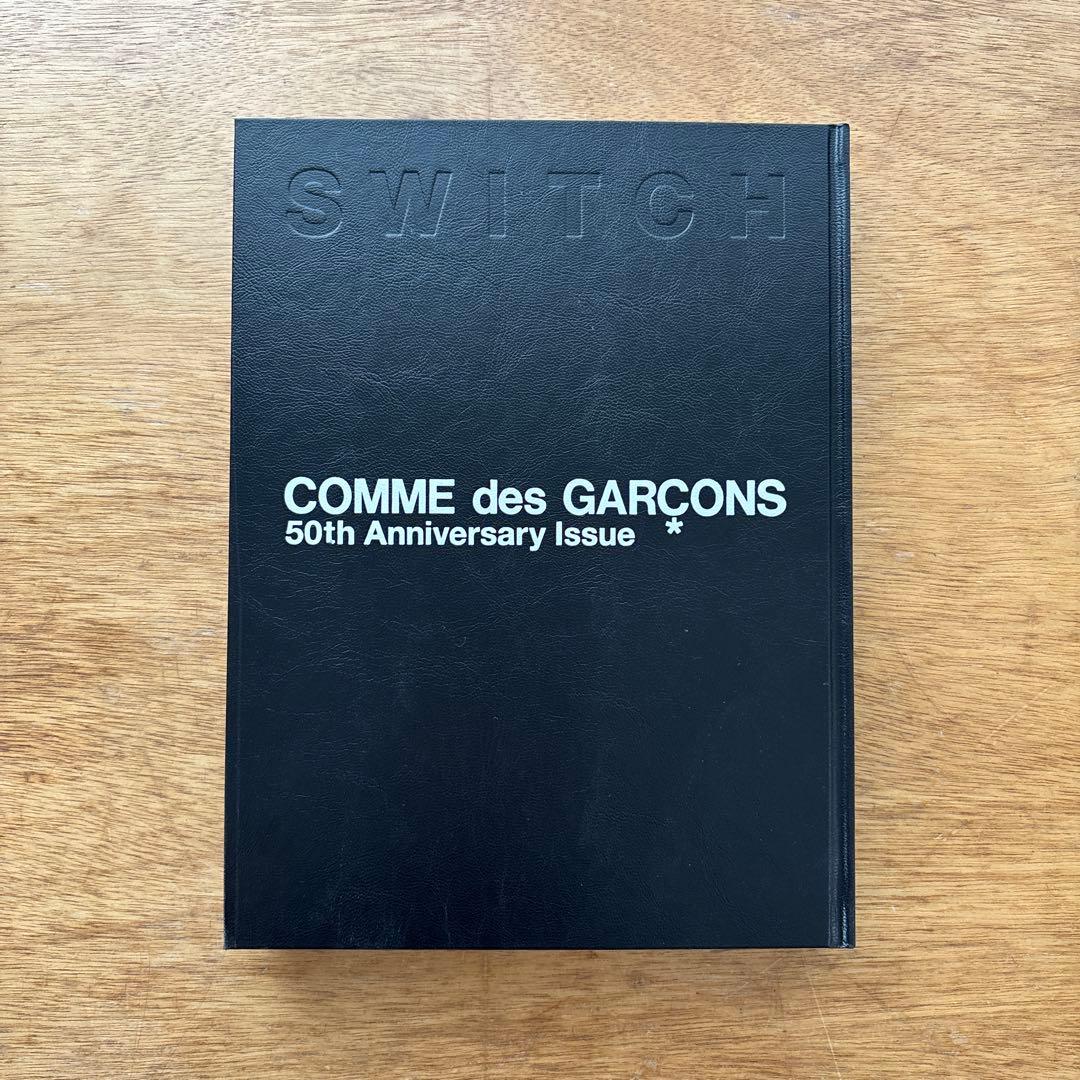 SWITCH
COMME des GARÇONS
50th Anniversary Issue *